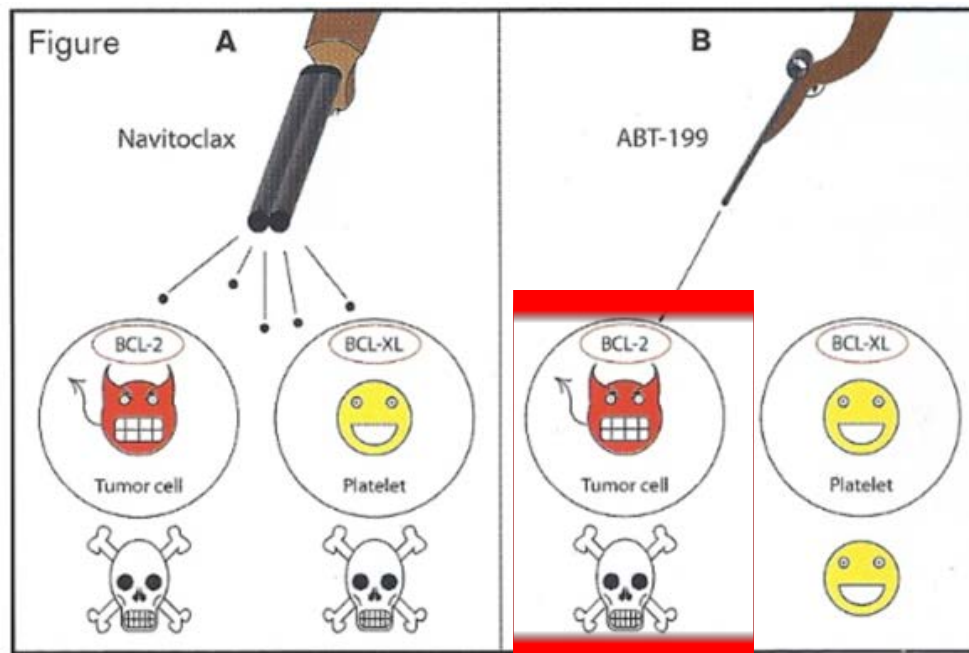 Figure A B
Navitoclax
ABT-199
BCL-2
BCL-XL
BCL-2
BCL-XL
Tumor cell
Platelet
Tumor cell
Platelet